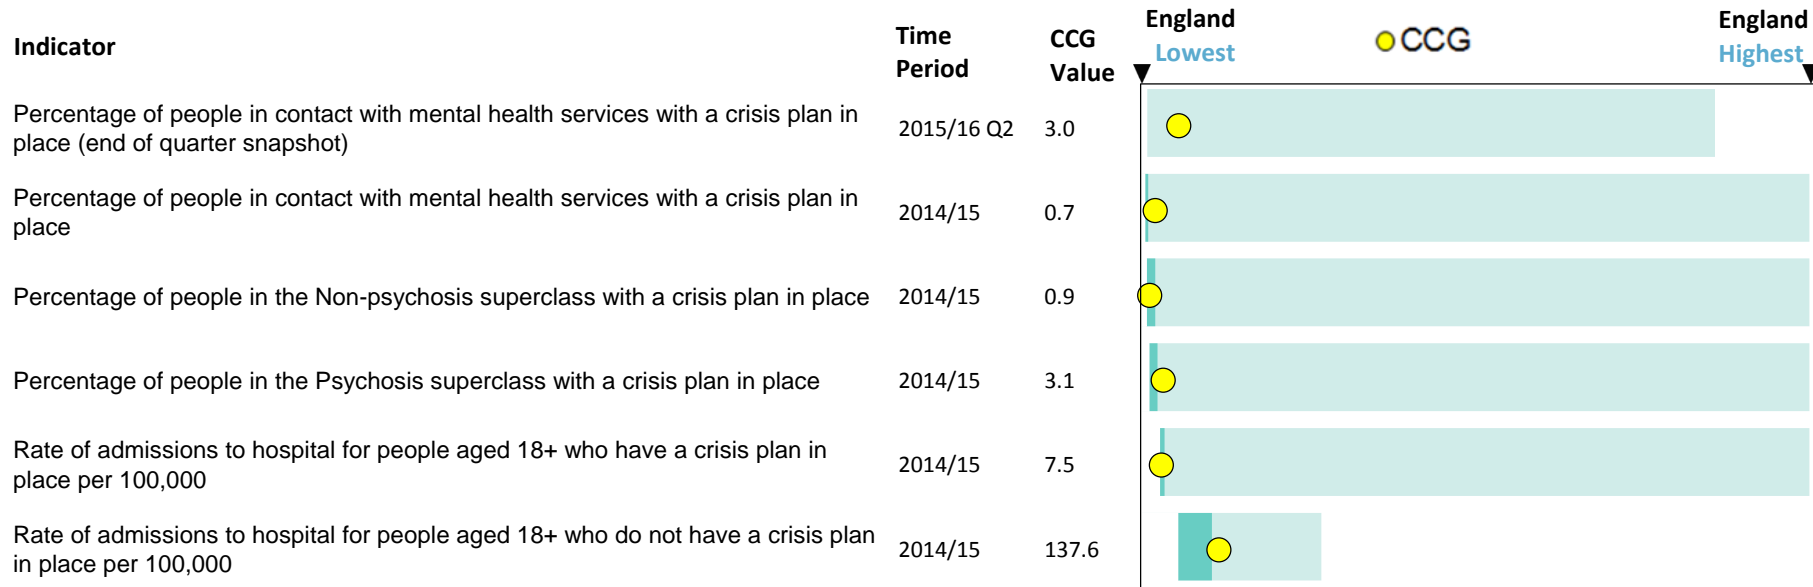 Indicator
Time
Period
CCG
Value
England
Lowest
CCG
England
Highest
Percentage of people in contact with mental health services with a crisis plan in
place (end of quarter snapshot)
2015/16 Q2
3.0
Percentage of people in contact with mental health services with a crisis plan in
place
2014/15
0.7
Percentage of people in the Non-psychosis superclass with a crisis plan in place
2014/15
0.9
Percentage of people in the Psychosis superclass with a crisis plan in place
2014/15
3.1
Rate of admissions to hospital for people aged 18+ who have a crisis plan in
place per 100,000
2014/15
7.5
Rate of admissions to hospital for people aged 18+ who do not have a crisis plan
in place per 100,000
2014/15
137.6